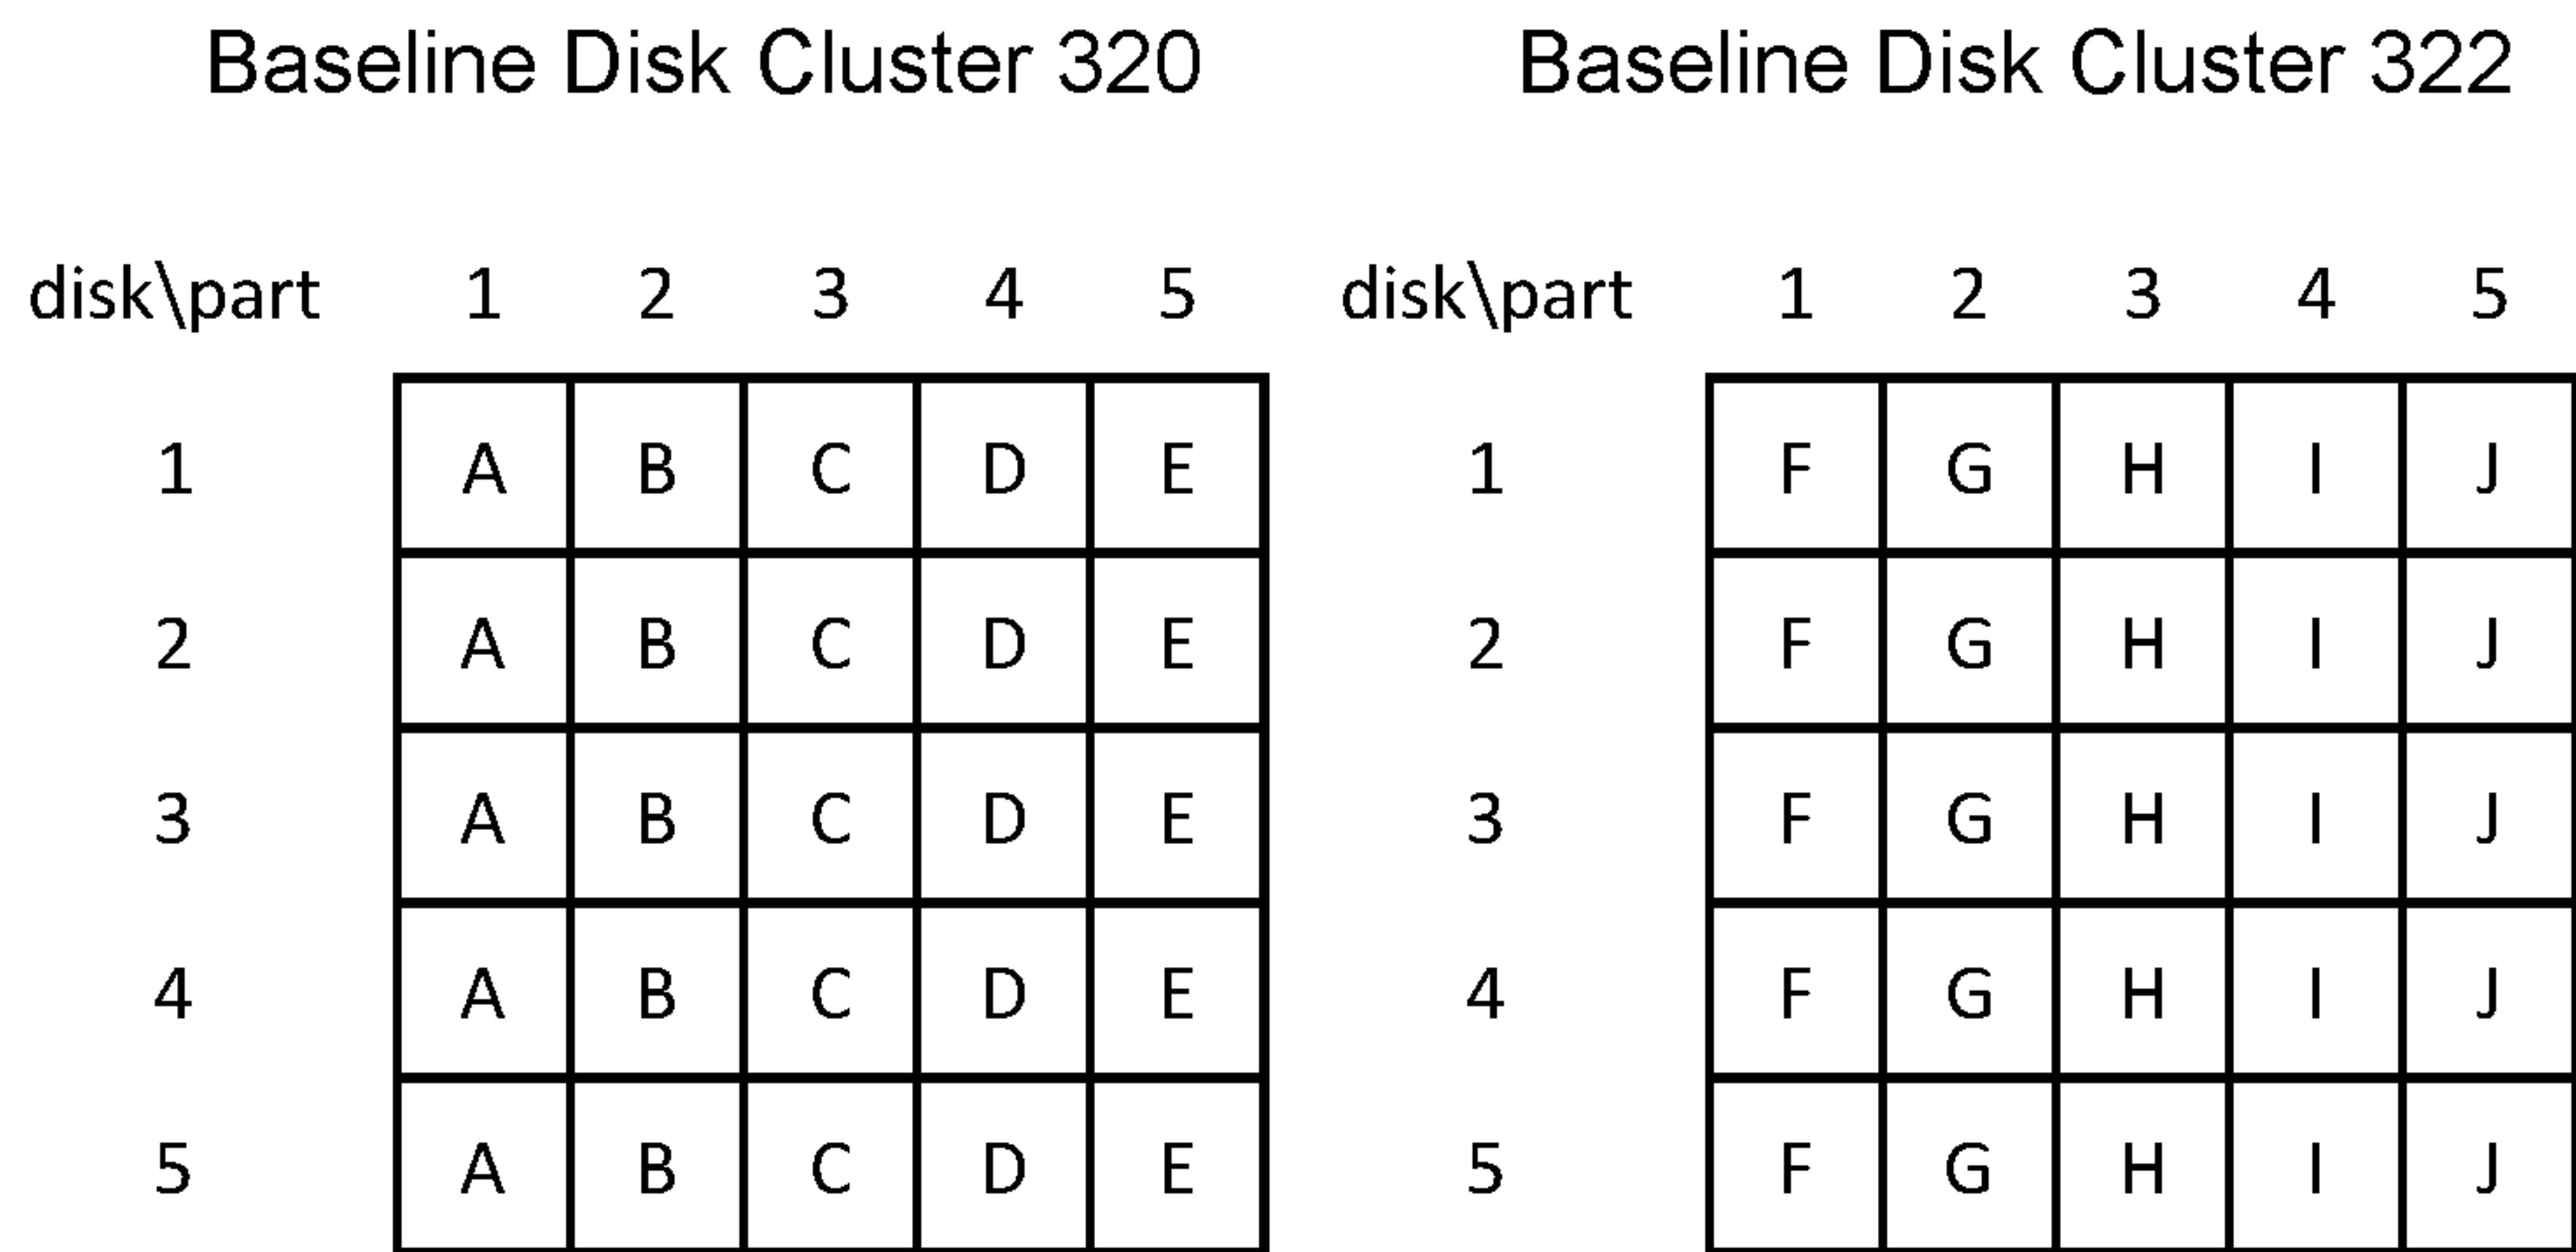 Baseline Disk Cluster 320 Baseline Disk Cluster 322
disk\part 1 2 3 4 5 disk\part 1 2 3 4 5
1 A B C D E 1 F G H I J
2 A B C D E 2 F G H I J
3 A B C D E 3 F G H I J
4 A B C D E 4 F G H I J
5 A B C D E 5 F G H I J